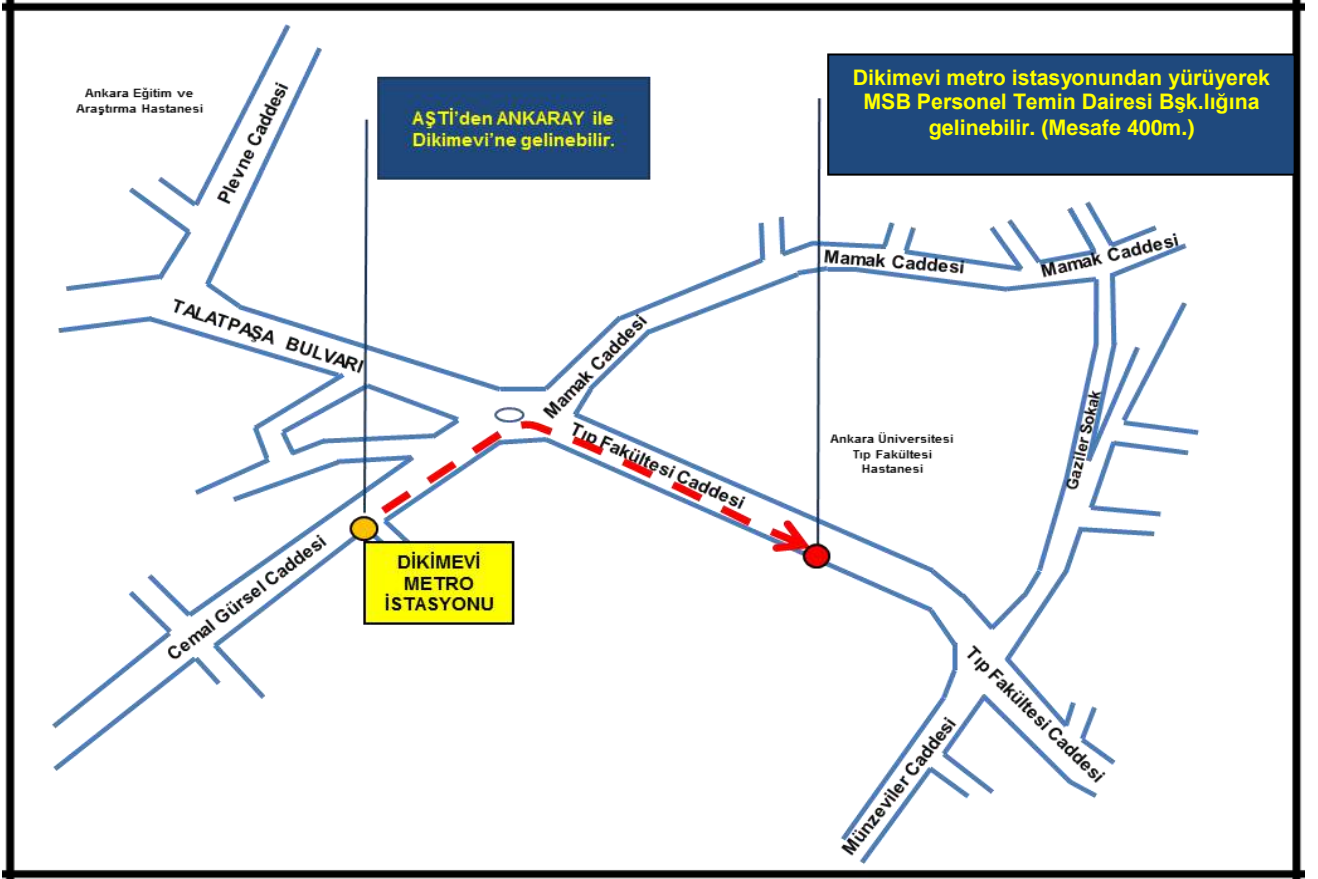 Ankara Eğitim ve
Araştırma Hastanesi
Plevne Caddesi
AŞTİ'den ANKARAY ile
Dikimevi'ne gelinebilir.
Dikimevi metro istasyonundan yürüyerek
MSB Personel Temin Dairesi Bşk.lığına
gelinebilir. (Mesafe 400m.)
TALATPAŞA BULVARI
Mamak Caddesi
Mamak Caddesi
Mamak Caddesi
Tıp Fakültesi Caddesi
Ankara Üniversitesi
Tıp Fakültesi
Hastanesi
Gaziler Sokak
DİKİMEVİ
METRO
İSTASYONU
Cemal Gürsel Caddesi
Tıp Fakültesi Caddesi
Münzeviler Caddesi